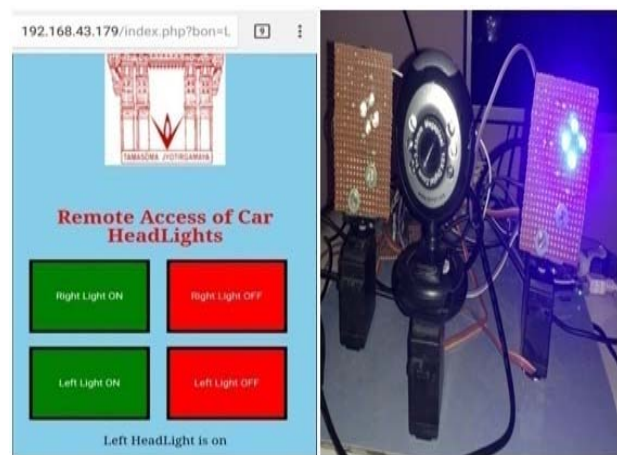 192.168.43.179/index.php?bon=L
9
TAMASOMA JYOTIRGAMAYA
Remote Access of Car
HeadLights
Right Light ON
Right Light OFF
Left Light ON
Left Light OFF
Left HeadLight is on